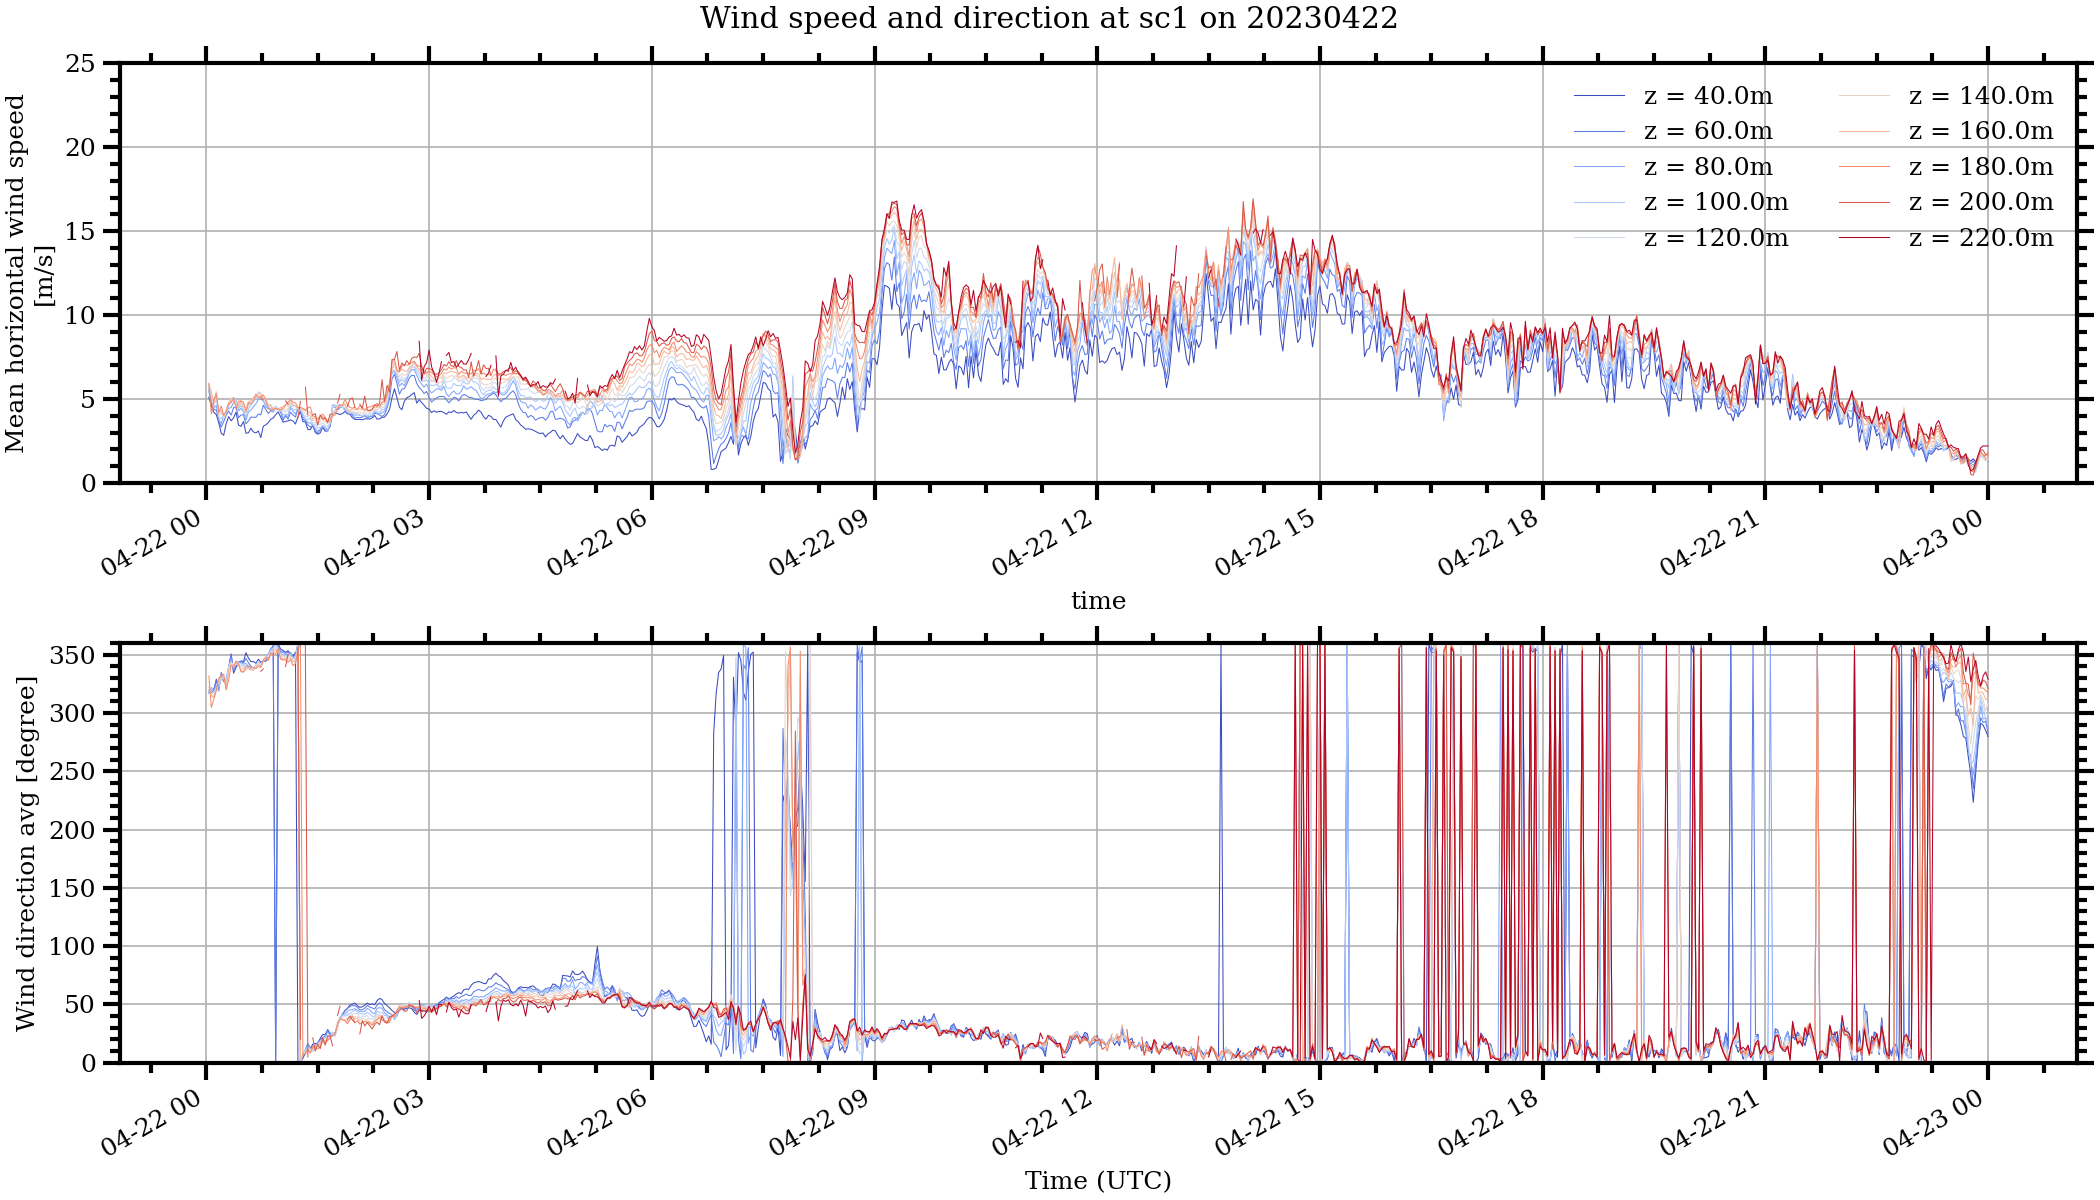 Wind speed and direction at sc1 on 20230422
Mean horizontal wind speed
[m/s]
25
20
15
10
5
0
z = 40.0m
z = 60.0m
z = 80.0m
z = 100.0m
z = 120.0m
z = 140.0m
z = 160.0m
z = 180.0m
z = 200.0m
z = 220.0m
04-22 00
04-22 03
04-22 06
04-22 09
04-22 12
04-22 15
04-22 18
04-22 21
04-23 00
time
Wind direction avg [degree]
350
300
250
200
150
100
50
0
04-22 00
04-22 03
04-22 06
04-22 09
04-22 12
04-22 15
04-22 18
04-22 21
04-23 00
Time (UTC)